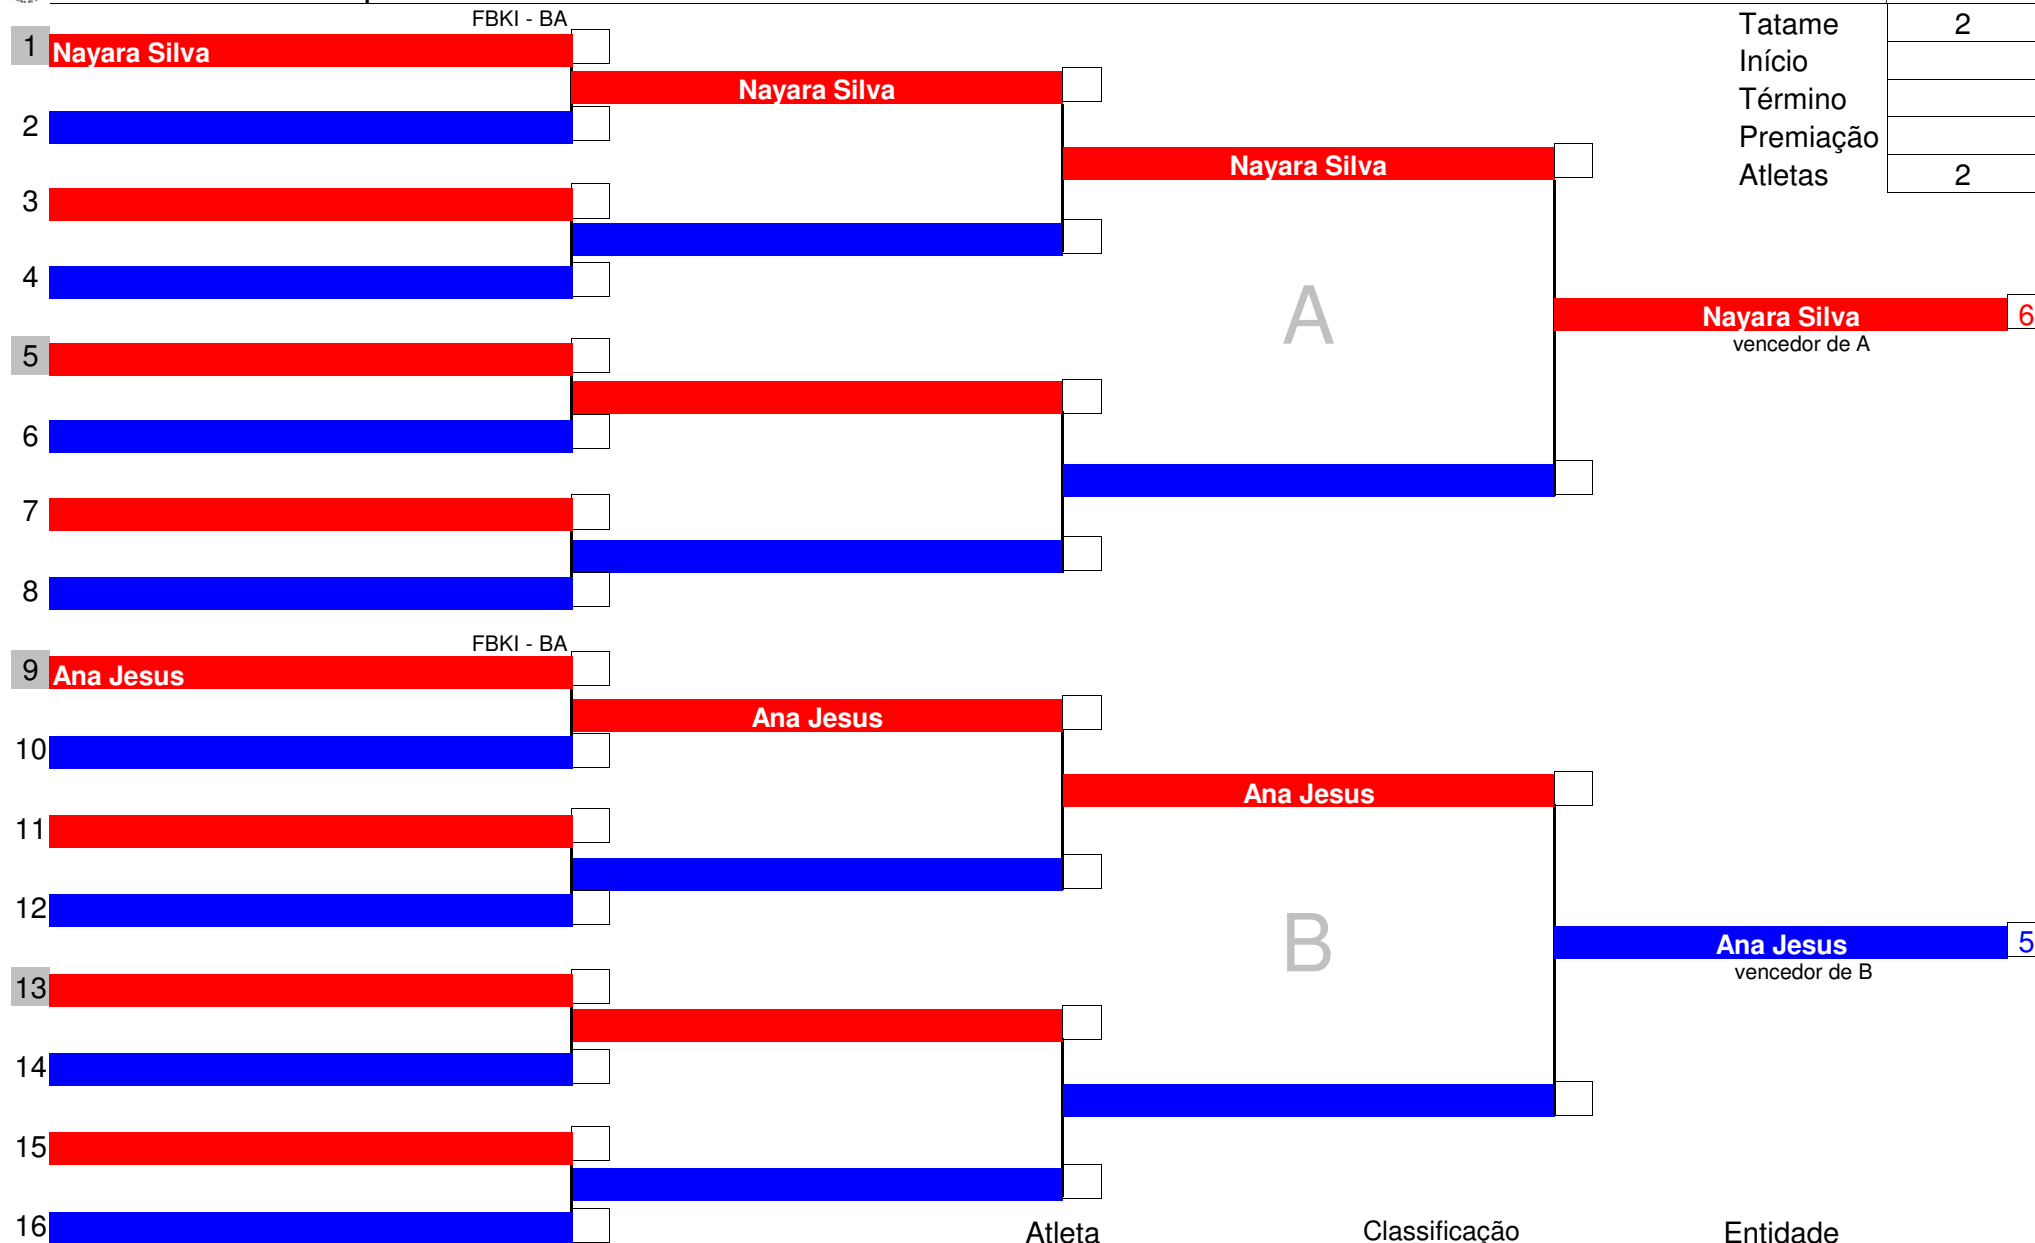 FBKI - BA
Tatame 2
1 Nayara Silva
Início
Nayara Silva
Término
2
Premiação
Nayara Silva
Atletas 2
3
4
A
Nayara Silva 6
vencedor de A
5
6
7
8
FBKI - BA
9 Ana Jesus
Ana Jesus
10
Ana Jesus
11
12
B
Ana Jesus 5
vencedor de B
13
14
15
16
Atleta Classificação Entidade